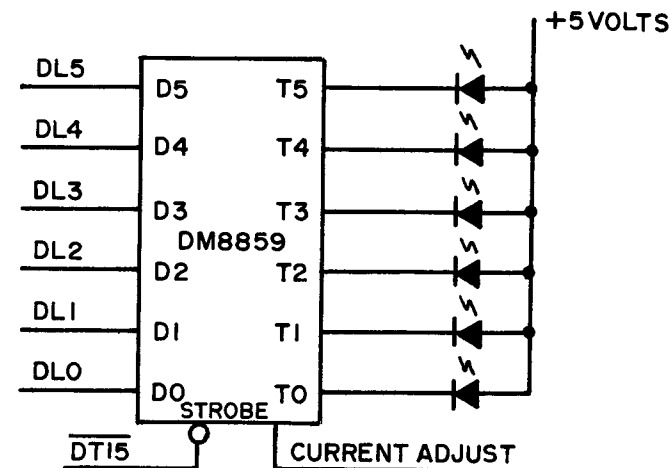 +5 VOLTS
DL5 D5 T5
DL4 D4 T4
DL3 D3 T3
DM8859
DL2 D2 T2
DL1 D1 T1
DL0 D0 T0
STROBE
DT15 CURRENT ADJUST